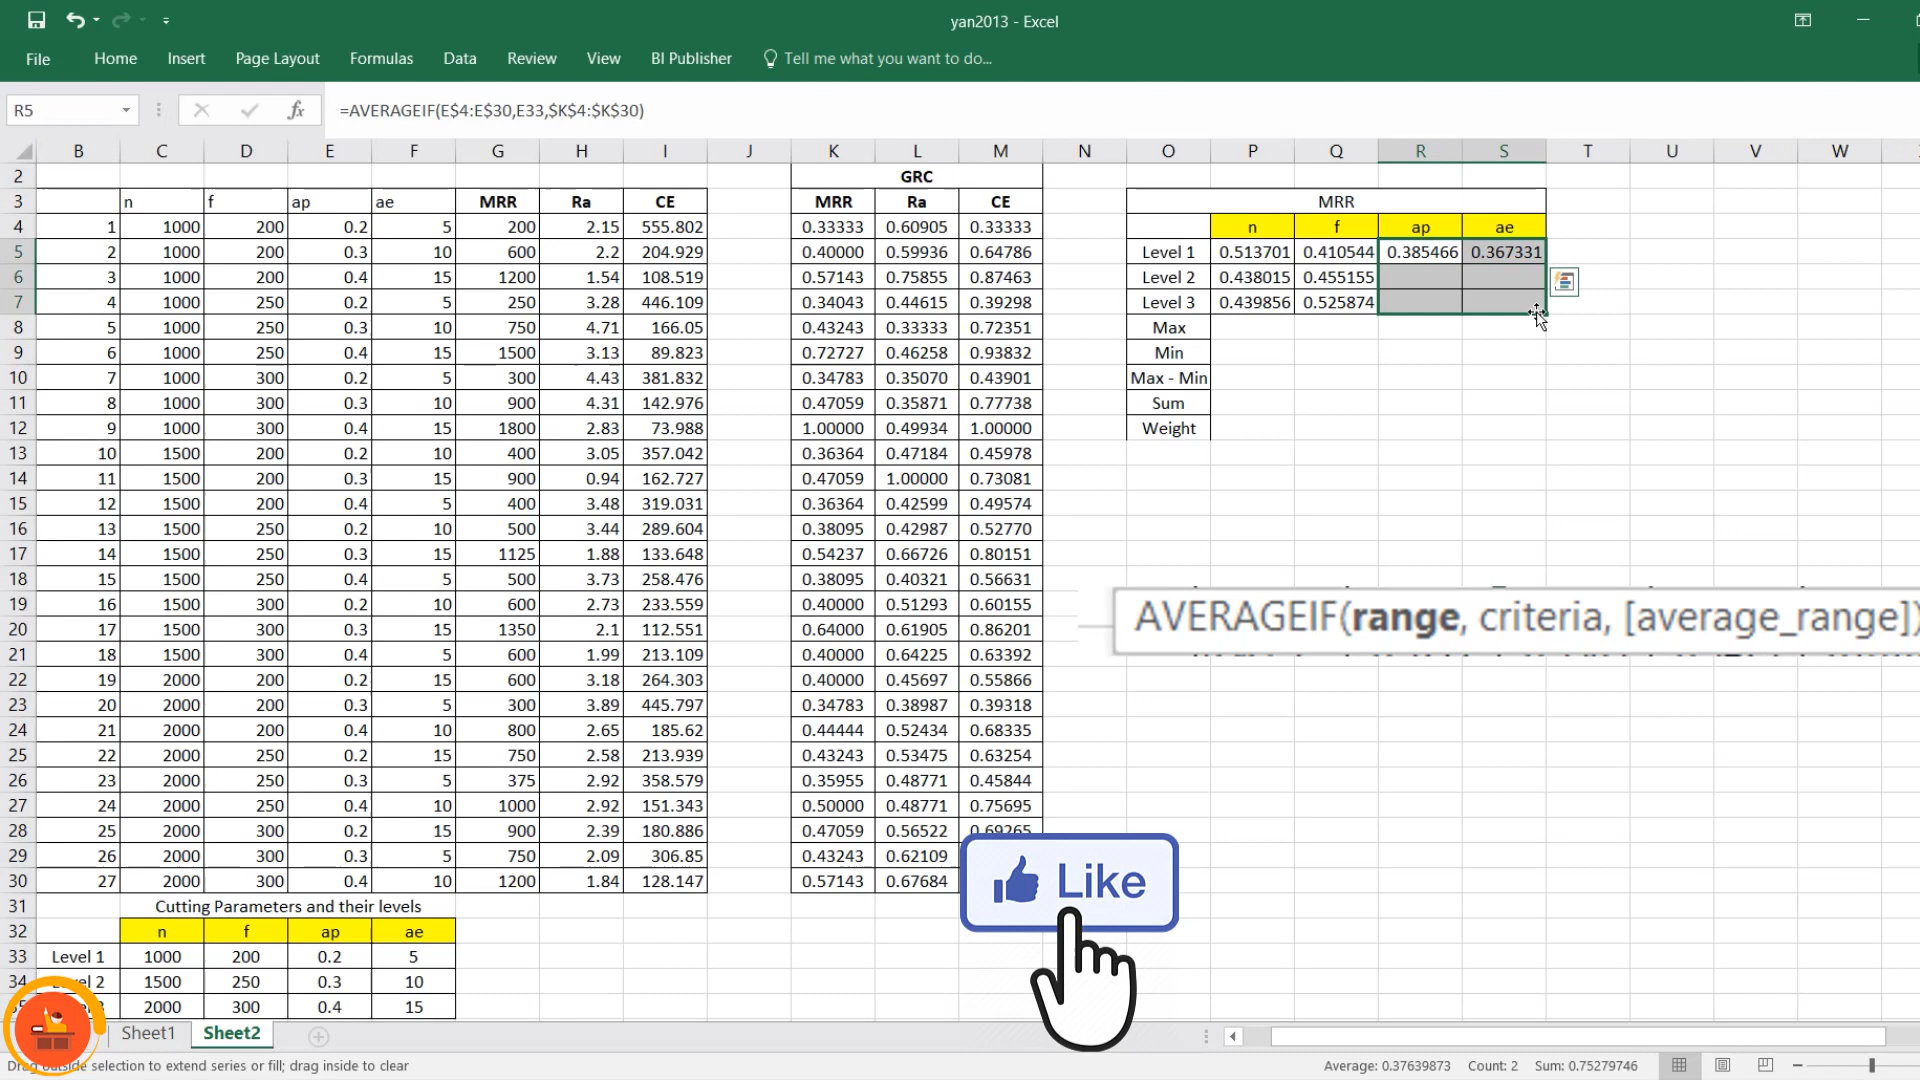 yan2013 - Excel
File Home Insert Page Layout Formulas Data Review View BI Publisher Tell me what you want to do...
R5 fx =AVERAGEIF(E$4:E$30,E33,$K$4:$K$30)
B C D E F G H I J K L M N O P Q R S T U V W
2 GRC
3 n f ap ae MRR Ra CE MRR Ra CE MRR
4 1 1000 200 0.2 5 200 2.15 555.802 0.33333 0.60905 0.33333 n f ap ae
5 2 1000 200 0.3 10 600 2.2 204.929 0.40000 0.59936 0.64786 Level 1 0.513701 0.410544 0.385466 0.367331
6 3 1000 200 0.4 15 1200 1.54 108.519 0.57143 0.75855 0.87463 Level 2 0.438015 0.455155
7 4 1000 250 0.2 5 250 3.28 446.109 0.34043 0.44615 0.39298 Level 3 0.439856 0.525874
8 5 1000 250 0.3 10 750 4.71 166.05 0.43243 0.33333 0.72351 Max
9 6 1000 250 0.4 15 1500 3.13 89.823 0.72727 0.46258 0.93832 Min
10 7 1000 300 0.2 5 300 4.43 381.832 0.34783 0.35070 0.43901 Max - Min
11 8 1000 300 0.3 10 900 4.31 142.976 0.47059 0.35871 0.77738 Sum
12 9 1000 300 0.4 15 1800 2.83 73.988 1.00000 0.49934 1.00000 Weight
13 10 1500 200 0.2 10 400 3.05 357.042 0.36364 0.47184 0.45978
14 11 1500 200 0.3 15 900 0.94 162.727 0.47059 1.00000 0.73081
15 12 1500 200 0.4 5 400 3.48 319.031 0.36364 0.42599 0.49574
16 13 1500 250 0.2 10 500 3.44 289.604 0.38095 0.42987 0.52770
17 14 1500 250 0.3 15 1125 1.88 133.648 0.54237 0.66726 0.80151
18 15 1500 250 0.4 5 500 3.73 258.476 0.38095 0.40321 0.56631
19 16 1500 300 0.2 10 600 2.73 233.559 0.40000 0.51293 0.60155
AVERAGEIF(range, criteria, [average_range])
20 17 1500 300 0.3 15 1350 2.1 112.551 0.64000 0.61905 0.86201
21 18 1500 300 0.4 5 600 1.99 213.109 0.40000 0.64225 0.63392
22 19 2000 200 0.2 15 600 3.18 264.303 0.40000 0.45697 0.55866
23 20 2000 200 0.3 5 300 3.89 445.797 0.34783 0.38987 0.39318
24 21 2000 200 0.4 10 800 2.65 185.62 0.44444 0.52434 0.68335
25 22 2000 250 0.2 15 750 2.58 213.939 0.43243 0.53475 0.63254
26 23 2000 250 0.3 5 375 2.92 358.579 0.35955 0.48771 0.45844
27 24 2000 250 0.4 10 1000 2.92 151.343 0.50000 0.48771 0.75695
28 25 2000 300 0.2 15 900 2.39 180.886 0.47059 0.56522 0.69265
29 26 2000 300 0.3 5 750 2.09 306.85 0.43243 0.62109
30 27 2000 300 0.4 10 1200 1.84 128.147 0.57143 0.67684
Like
31 Cutting Parameters and their levels
32 n f ap ae
33 Level 1 1000 200 0.2 5
34 2 1500 250 0.3 10
2000 300 0.4 15
Sheet1 Sheet2
outside selection to extend series or fill; drag inside to clear
Average: 0.37639873 Count: 2 Sum: 0.75279746